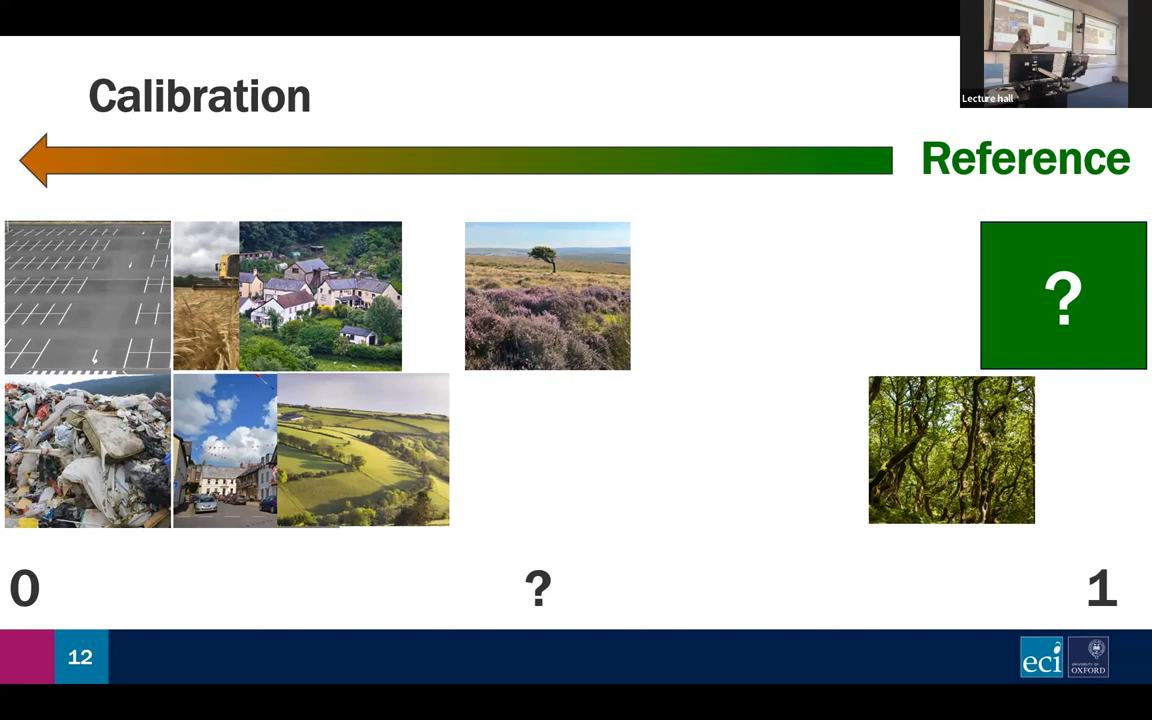 Lecture hall
Calibration
Reference
?
0
?
1
12
eci
UNIVERSITY OF
OXFORD